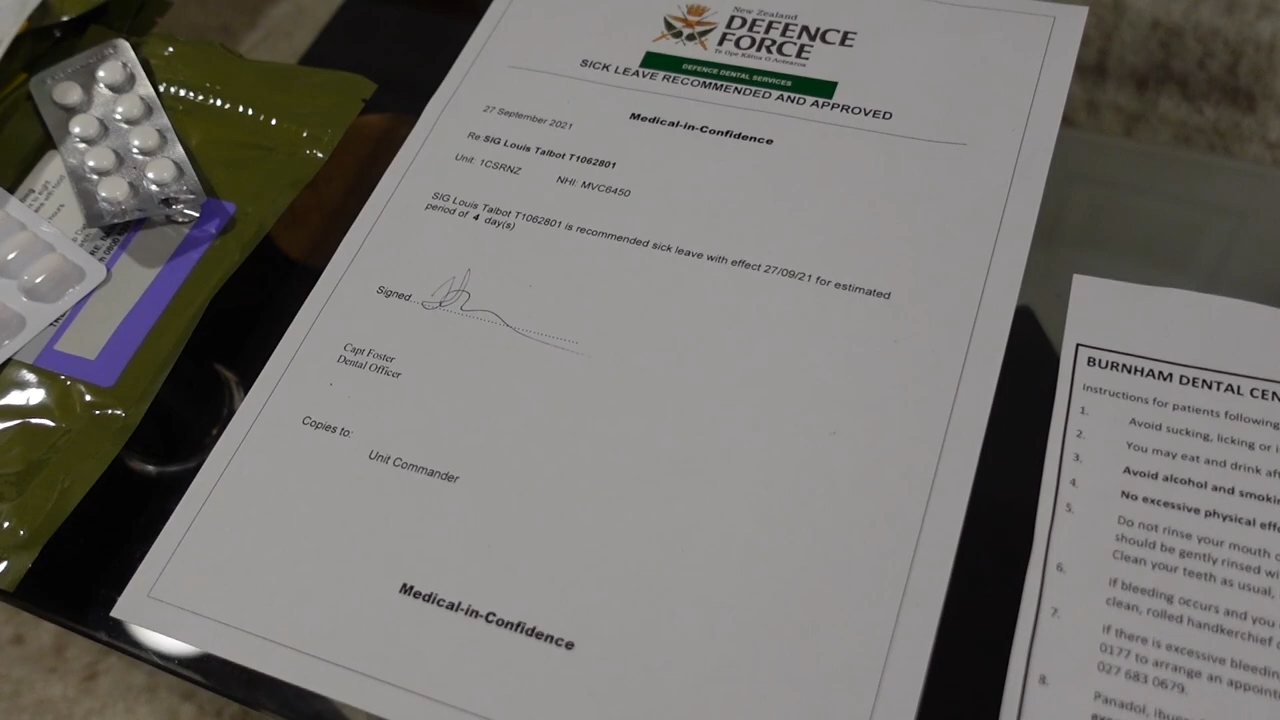 New Zealand
DEFENCE
FORCE
Te Ope Kātua O Aotearoa
DEFENCE DENTAL SERVICES
SICK LEAVE RECOMMENDED AND APPROVED
Medical-in-Confidence
27 September 2021
Re: SIG Louis Talbot T1062801
Unit: 1CSRNZ NHI: MVC6450
SIG Louis Talbot T1062801 is recommended sick leave with effect 27/09/21 for estimated
period of 4 day(s)
Signed
Capt Foster
Dental Officer
Copies to:
Unit Commander
Medical-in-Confidence
BURNHAM DENTAL CEN
Instructions for patients following
1. Avoid sucking, licking or
2. You may eat and drink af
3. Avoid alcohol and smoki
4. No excessive physical eff
5. Do not rinse your mouth
should be gently rinsed wi
Clean your teeth as usual,
6. If bleeding occurs and you
clean, rolled handkerchief
7. If there is excessive bleeding
0177 to arrange an appoint
027 683 0679.
8. Panadol, Ibup